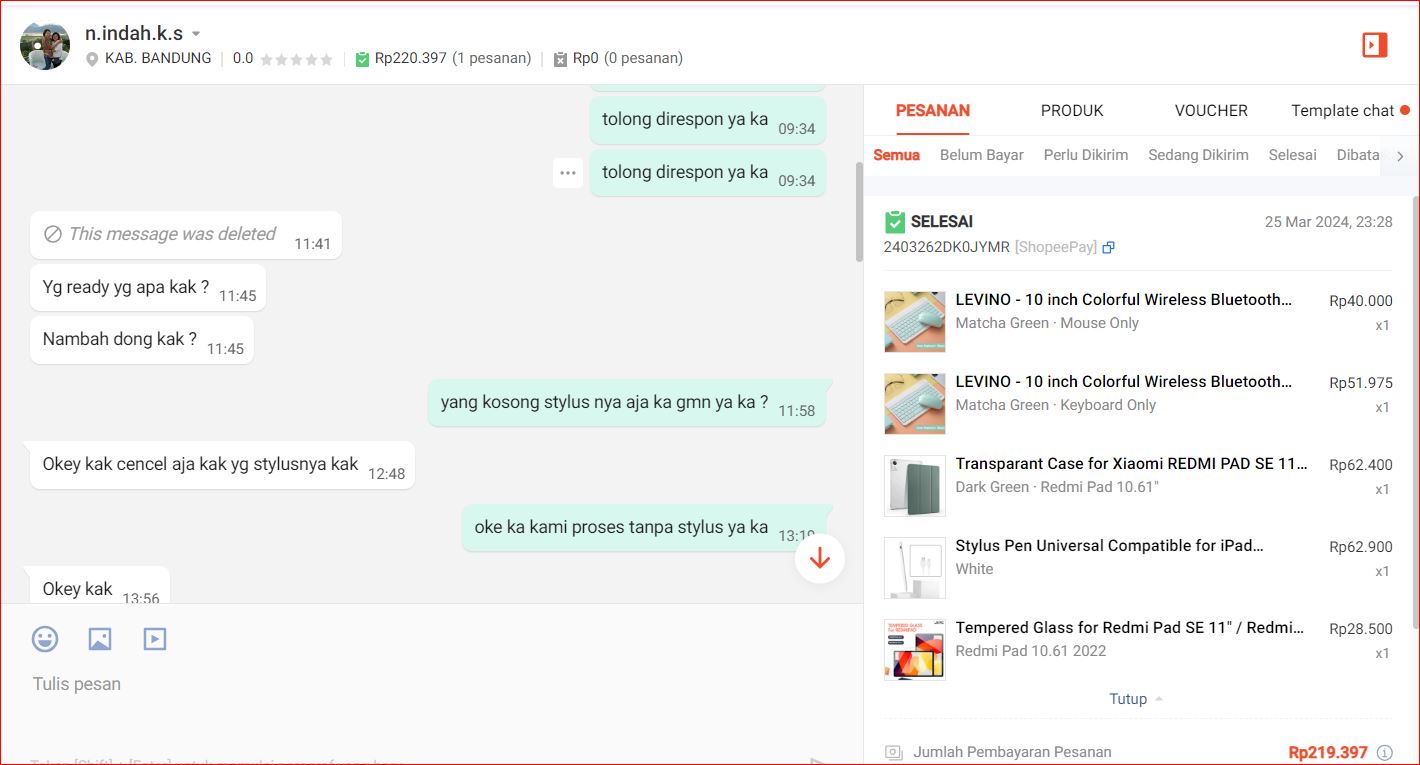 n.indah.k.s
KAB. BANDUNG
0.0
Rp220.397 (1 pesanan)
Rp0 (0 pesanan)
tolong direspon ya ka 09:34
tolong direspon ya ka 09:34
This message was deleted 11:41
Yg ready yg apa kak ? 11:45
Nambah dong kak ? 11:45
yang kosong stylus nya aja ka gmn ya ka ? 11:58
Okey kak cencel aja kak yg stylusnya kak 12:48
oke ka kami proses tanpa stylus ya ka
Okey kak 13:56
Tulis pesan
PESANAN PRODUK VOUCHER Template chat
Semua Belum Bayar Perlu Dikirim Sedang Dikirim Selesai Dibata
SELESAI 25 Mar 2024, 23:28
2403262DK0JYMR [ShopeePay]
LEVINO - 10 inch Colorful Wireless Bluetooth... Rp40.000
Matcha Green · Mouse Only x1
LEVINO - 10 inch Colorful Wireless Bluetooth... Rp51.975
Matcha Green · Keyboard Only x1
Transparant Case for Xiaomi REDMI PAD SE 11... Rp62.400
Dark Green · Redmi Pad 10.61" x1
Stylus Pen Universal Compatible for iPad... Rp62.900
White x1
Tempered Glass for Redmi Pad SE 11" / Redmi... Rp28.500
Redmi Pad 10.61 2022 x1
Tutup
Jumlah Pembayaran Pesanan Rp219.397